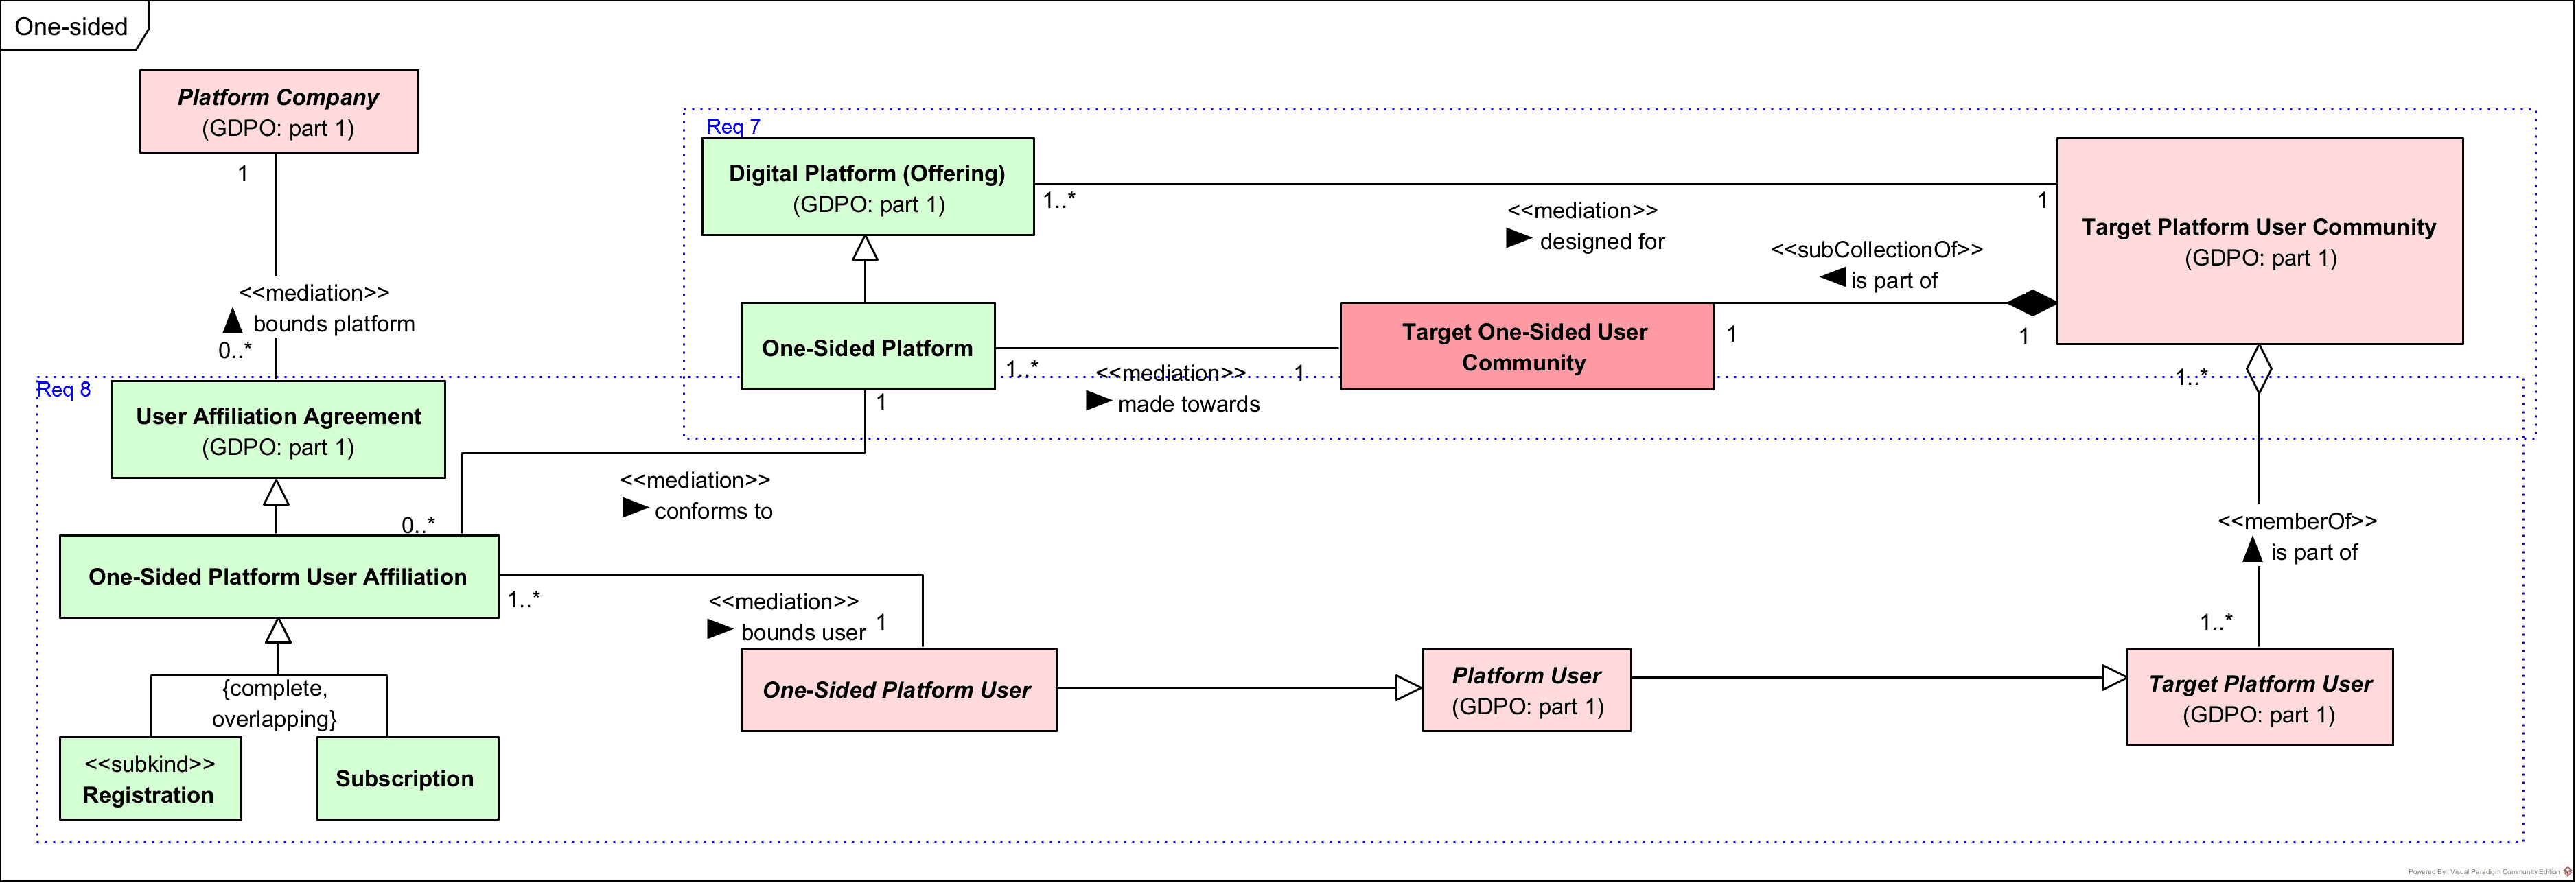 One-sided
Platform Company
(GDPO: part 1)
1
<<mediation>>
bounds platform
0..*
Req 7
Digital Platform (Offering)
(GDPO: part 1)
1..*
1
<<mediation>>
designed for
Target Platform User Community
(GDPO: part 1)
<<subCollectionOf>>
is part of
1
1
One-Sided Platform
1..*
<<mediation>>
made towards
1
Target One-Sided User
Community
1
1..*
Req 8
User Affiliation Agreement
(GDPO: part 1)
<<mediation>>
conforms to
0..*
One-Sided Platform User Affiliation
1..*
<<mediation>>
bounds user
1
<<memberOf>>
is part of
1..*
{complete,
overlapping}
<<subkind>>
Registration
Subscription
One-Sided Platform User
Platform User
(GDPO: part 1)
Target Platform User
(GDPO: part 1)
Powered By: Visual Paradigm Community Edition